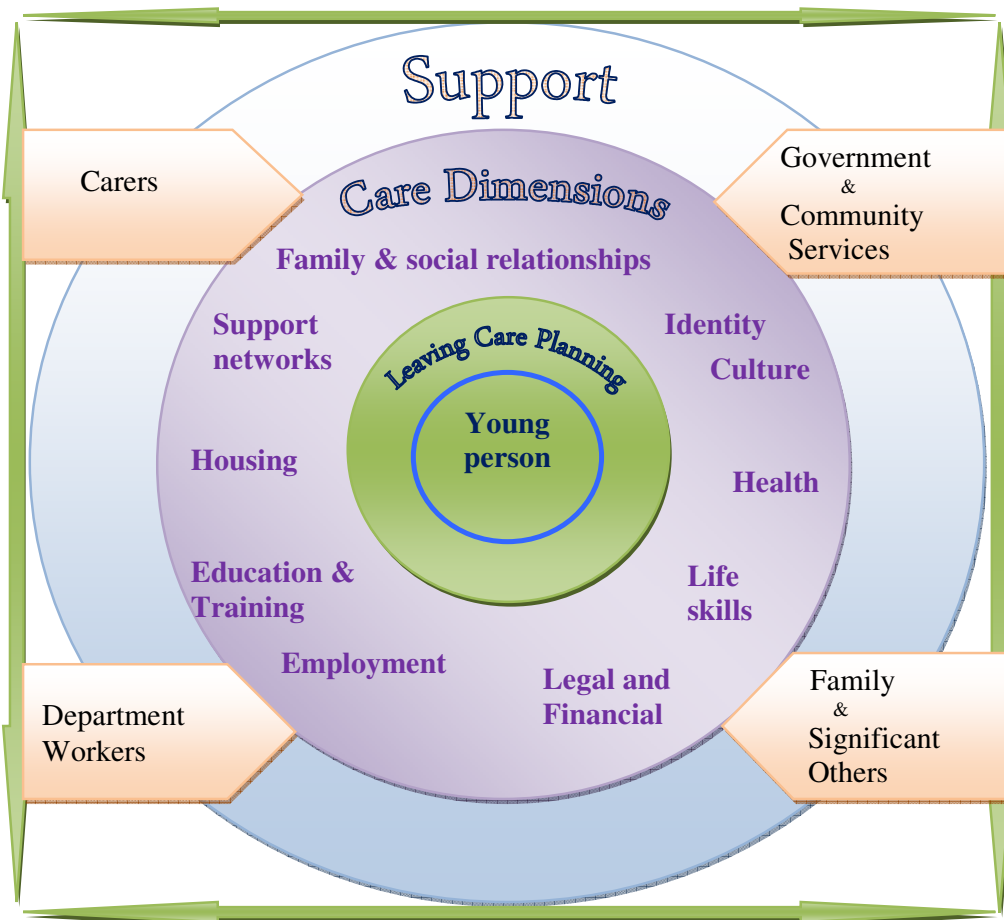 Support
Carers
Government
&
Community
Services
Care Dimensions
Family & social relationships
Support
networks
Identity
Culture
Leaving Care Planning
Young
person
Housing
Health
Education &
Training
Life
skills
Employment
Legal and
Financial
Department
Workers
Family
&
Significant
Others